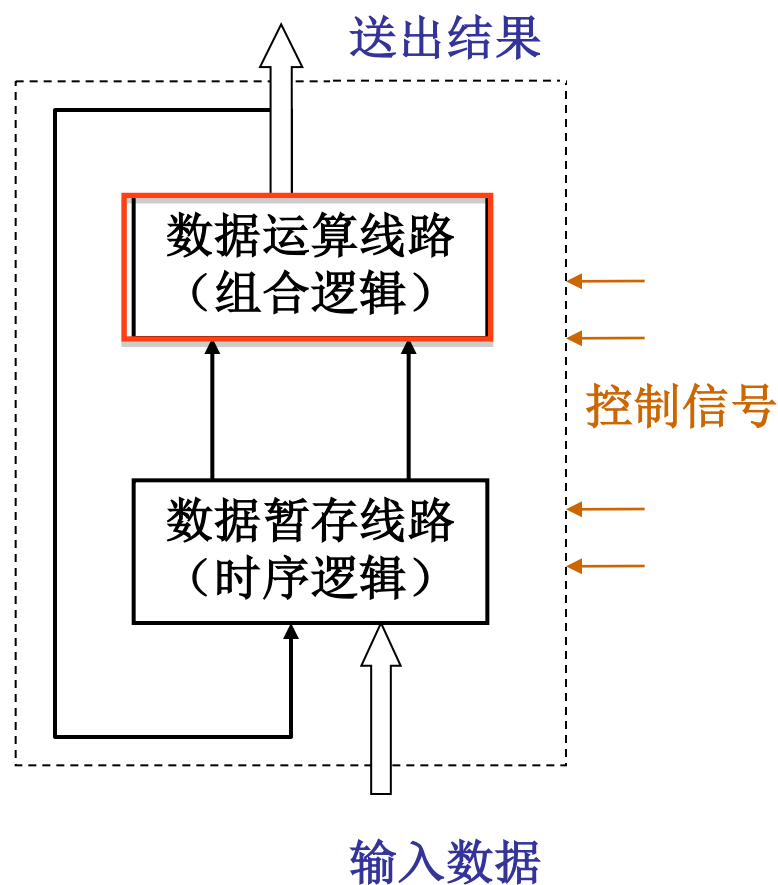 送出结果
数据运算线路
（组合逻辑）
控制信号
数据暂存线路
（时序逻辑）
输入数据